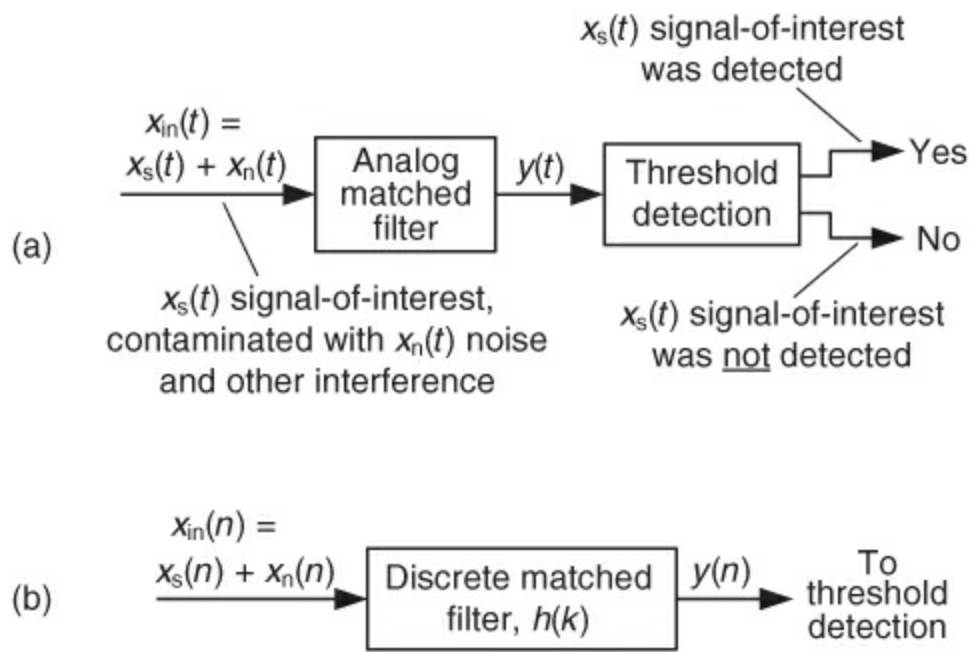 xs(t) signal-of-interest
was detected
xin(t) =
xs(t) + xn(t)
Analog
matched
filter
y(t)
Threshold
detection
Yes
No
(a)
xs(t) signal-of-interest,
contaminated with xn(t) noise
and other interference
xs(t) signal-of-interest
was not detected
xin(n) =
xs(n) + xn(n)
(b)
Discrete matched
filter, h(k)
y(n)
To
threshold
detection